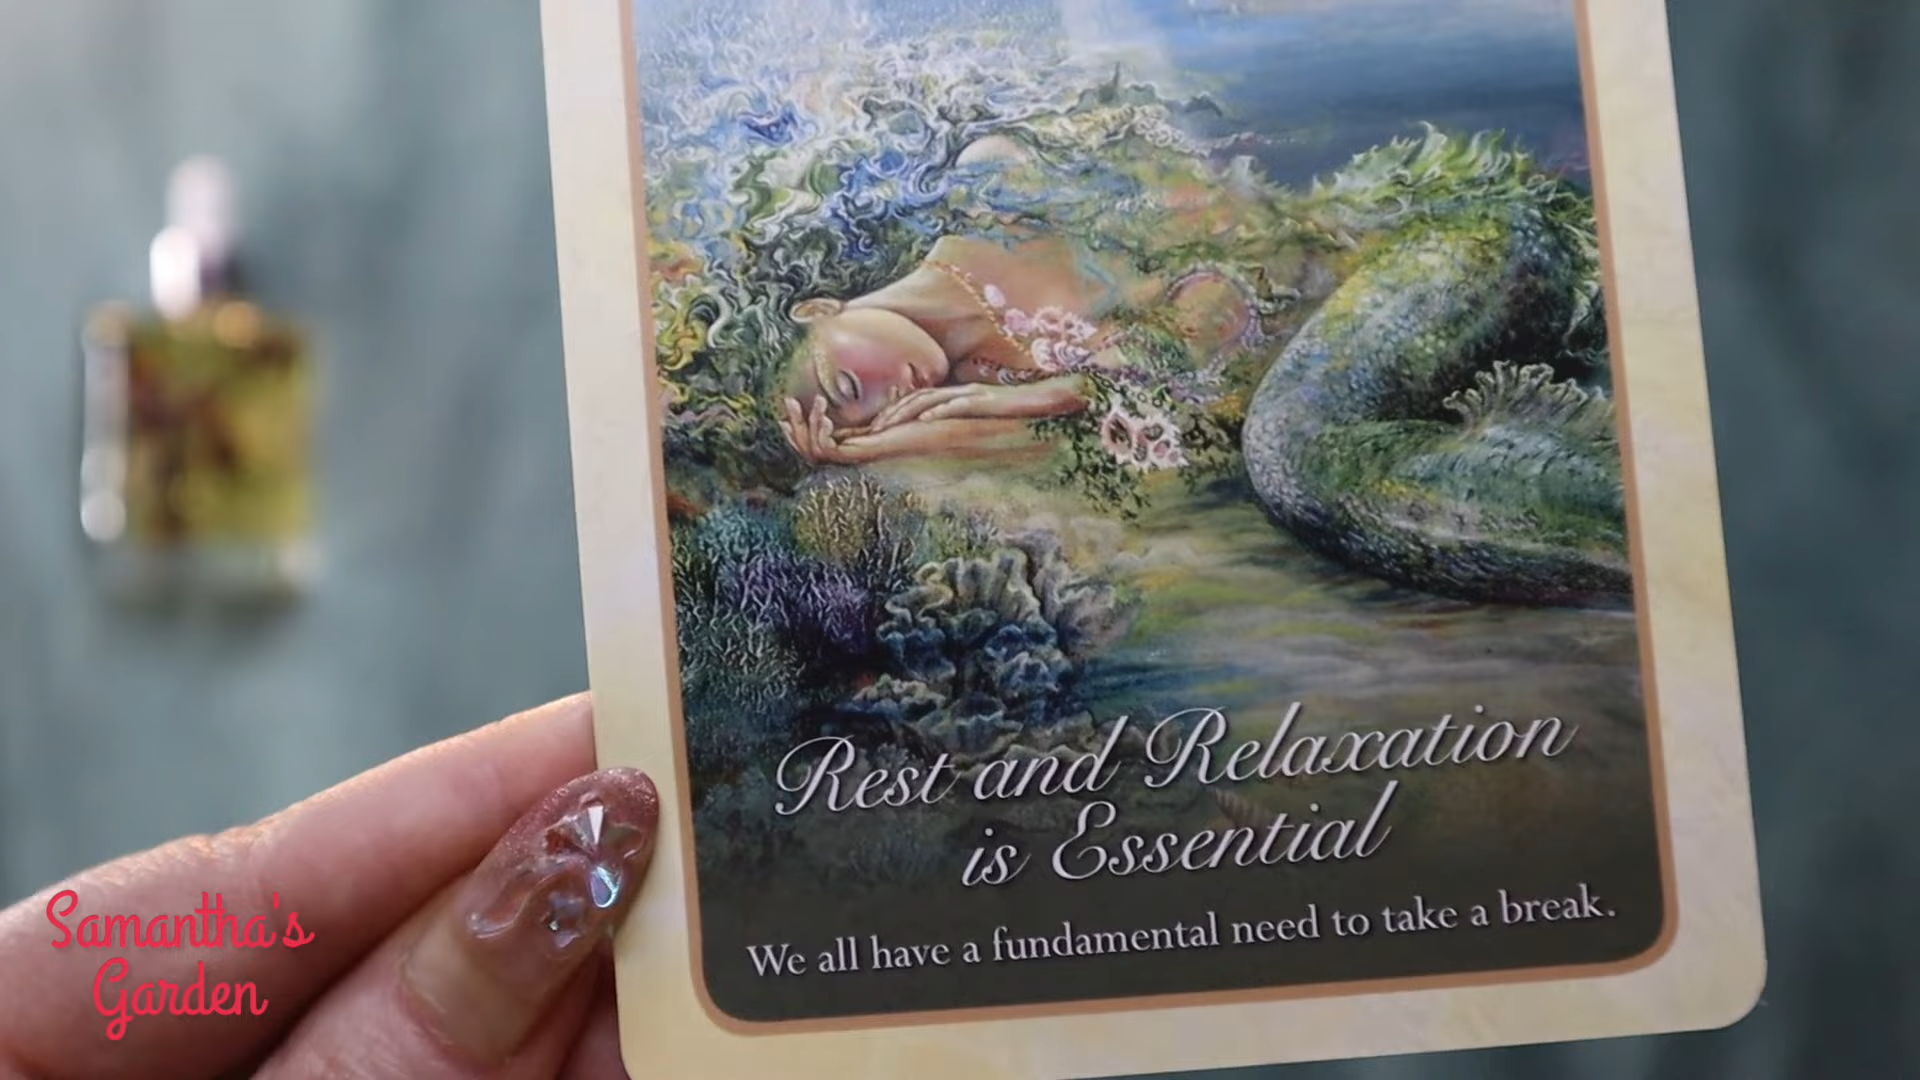 Rest and Relaxation
is Essential
We all have a fundamental need to take a break.
Samantha's
Garden